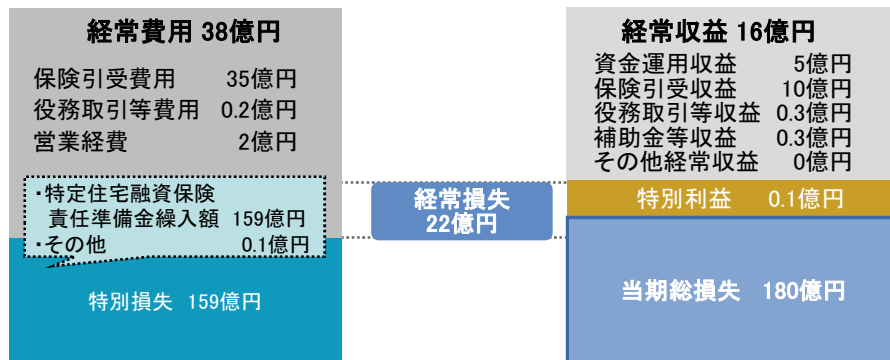 経常費用 38億円
保険引受費用 35億円
役務取引等費用 0.2億円
営業経費 2億円
・特定住宅融資保険
責任準備金繰入額 159億円
・その他 0.1億円
特別損失 159億円
経常損失
22億円
経常収益 16億円
資金運用収益 5億円
保険引受収益 10億円
役務取引等収益 0.3億円
補助金等収益 0.3億円
その他経常収益 0億円
特別利益 0.1億円
当期総損失 180億円